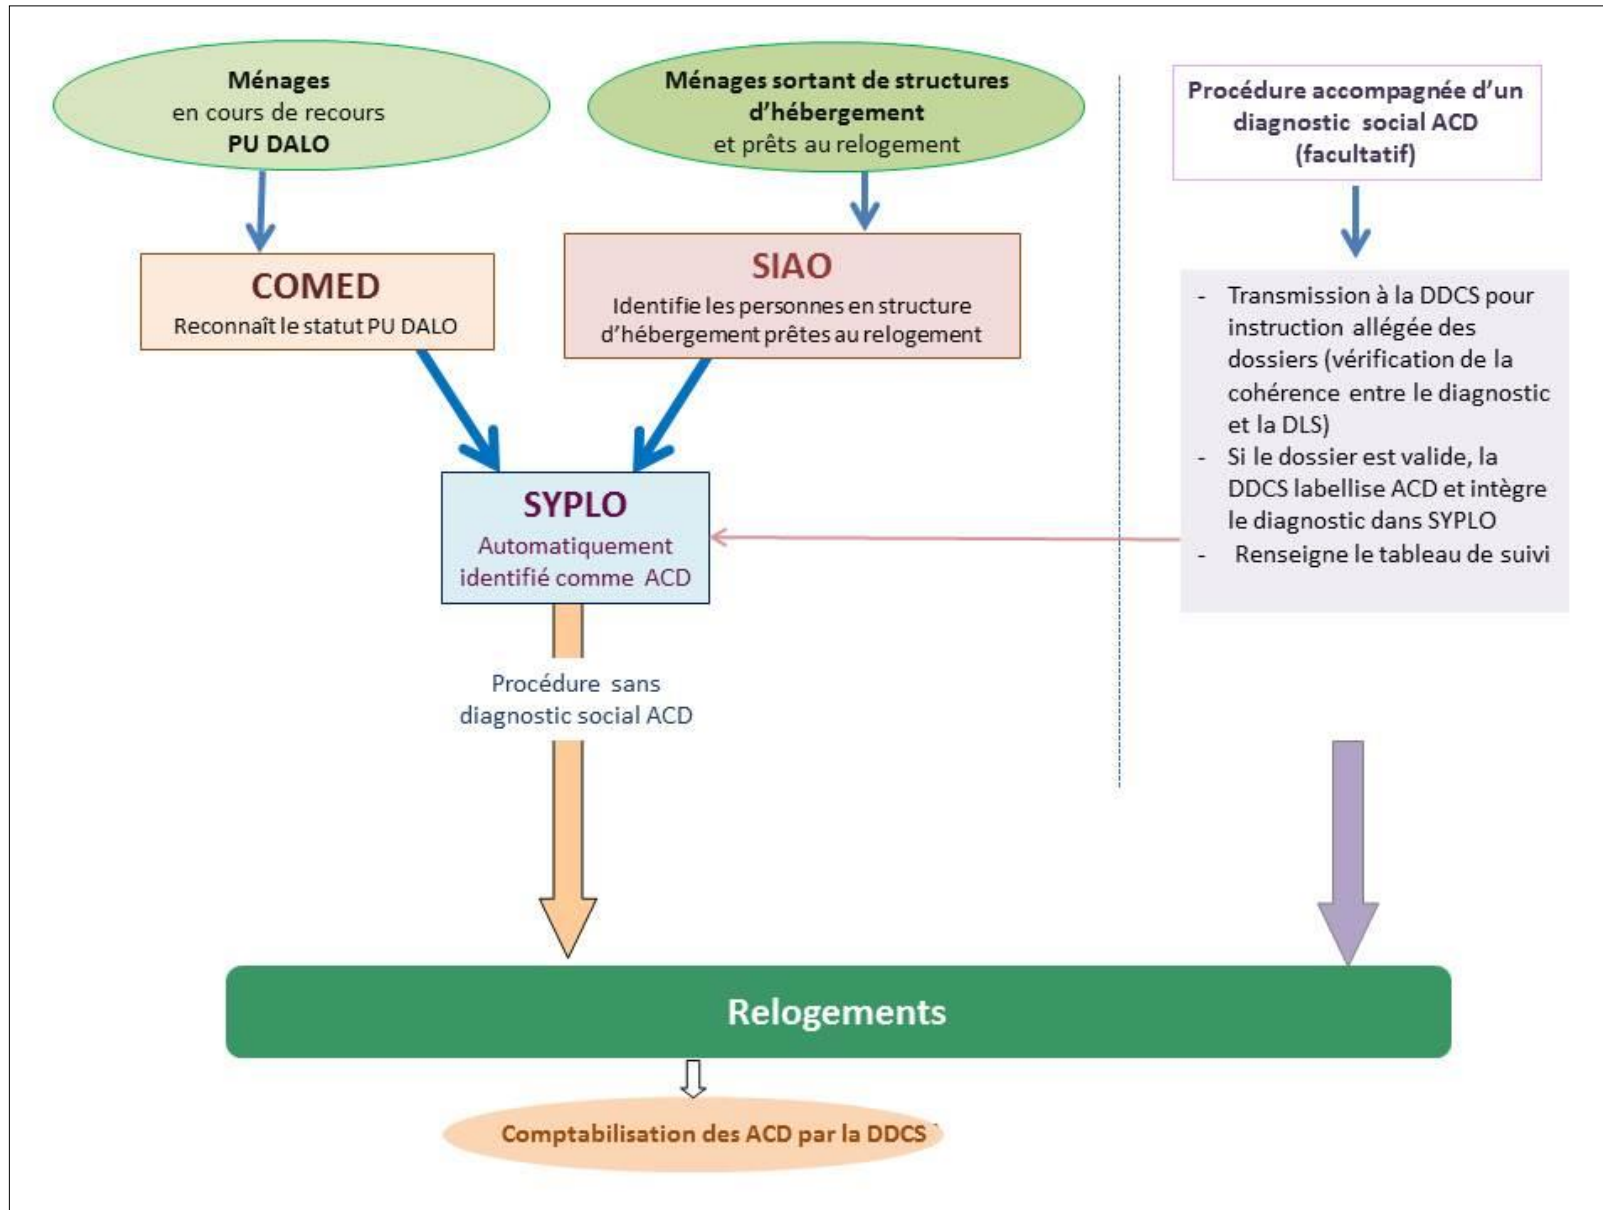 Ménages
en cours de recours
PU DALO
Ménages sortant de structures
d’hébergement
et prêts au relogement
Procédure accompagnée d’un
diagnostic social ACD
(facultatif)
COMED
Reconnaît le statut PU DALO
SIAO
Identifie les personnes en structure
d’hébergement prêtes au relogement
- Transmission à la DDCS pour
instruction allégée des
dossiers (vérification de la
cohérence entre le diagnostic
et la DLS)
- Si le dossier est valide, la
DDCS labellise ACD et intègre
le diagnostic dans SYPLO
- Renseigne le tableau de suivi
SYPLO
Automatiquement
identifié comme ACD
Procédure sans
diagnostic social ACD
Relogements
Comptabilisation des ACD par la DDCS